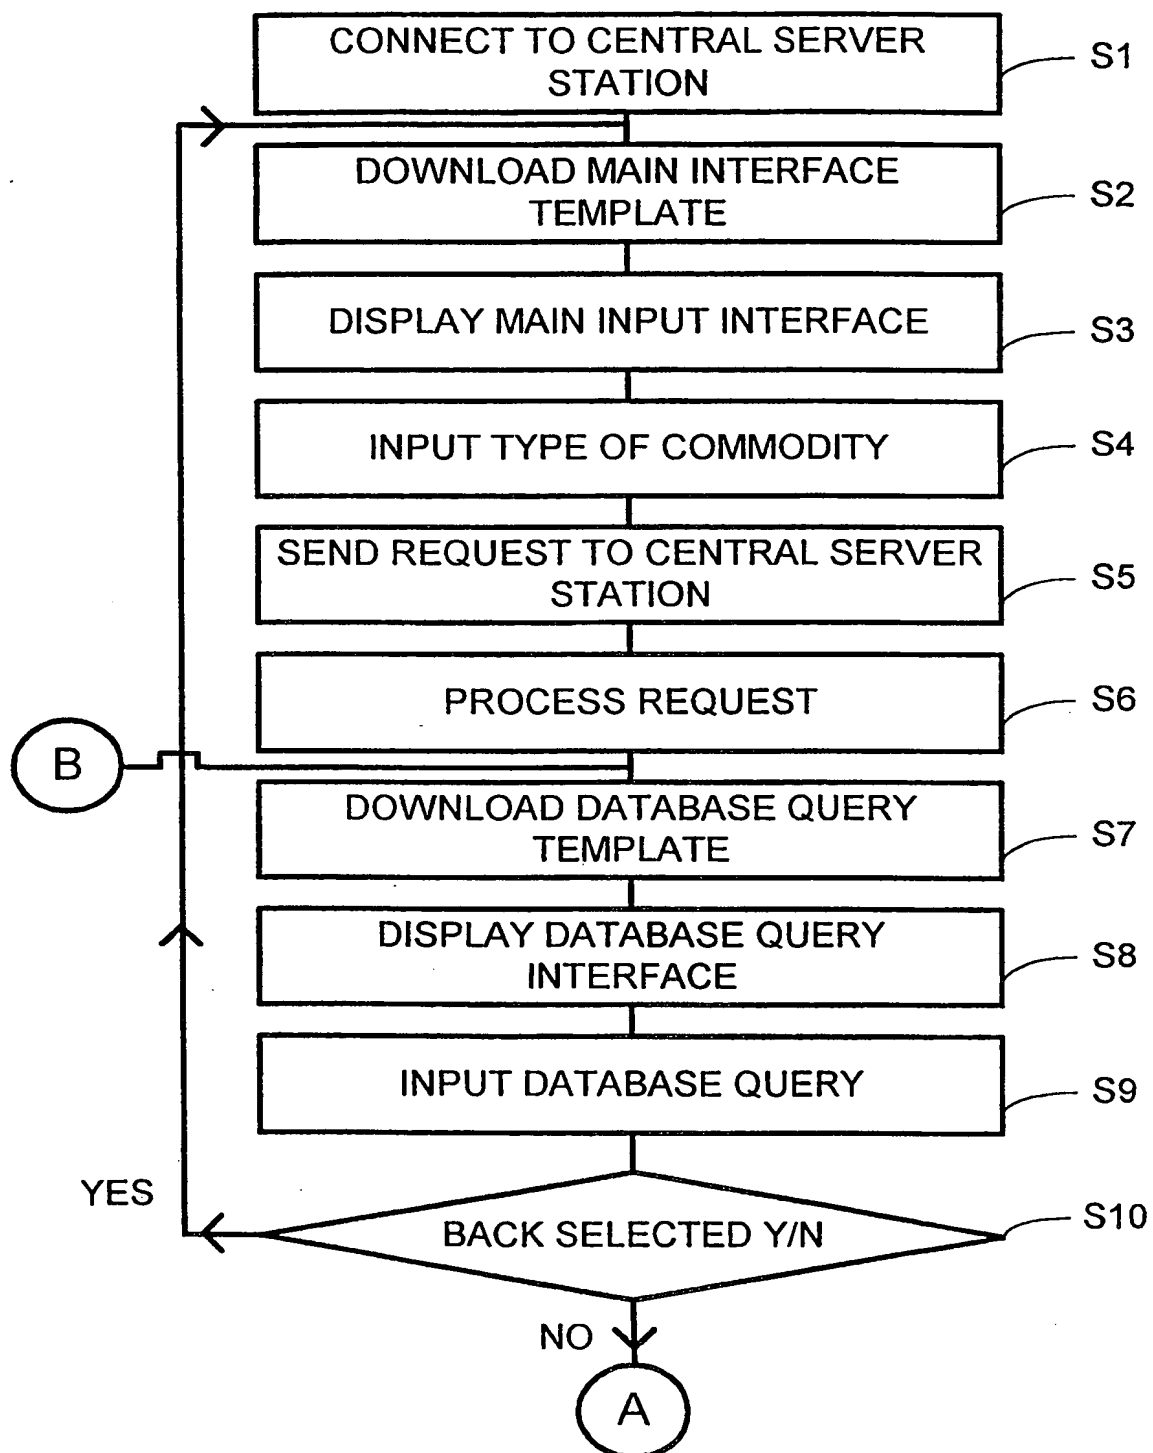 CONNECT TO CENTRAL SERVER
STATION
S1
DOWNLOAD MAIN INTERFACE
TEMPLATE
S2
DISPLAY MAIN INPUT INTERFACE
S3
INPUT TYPE OF COMMODITY
S4
SEND REQUEST TO CENTRAL SERVER
STATION
S5
PROCESS REQUEST
S6
B
DOWNLOAD DATABASE QUERY
TEMPLATE
S7
DISPLAY DATABASE QUERY
INTERFACE
S8
INPUT DATABASE QUERY
S9
YES
BACK SELECTED Y/N
S10
NO
A